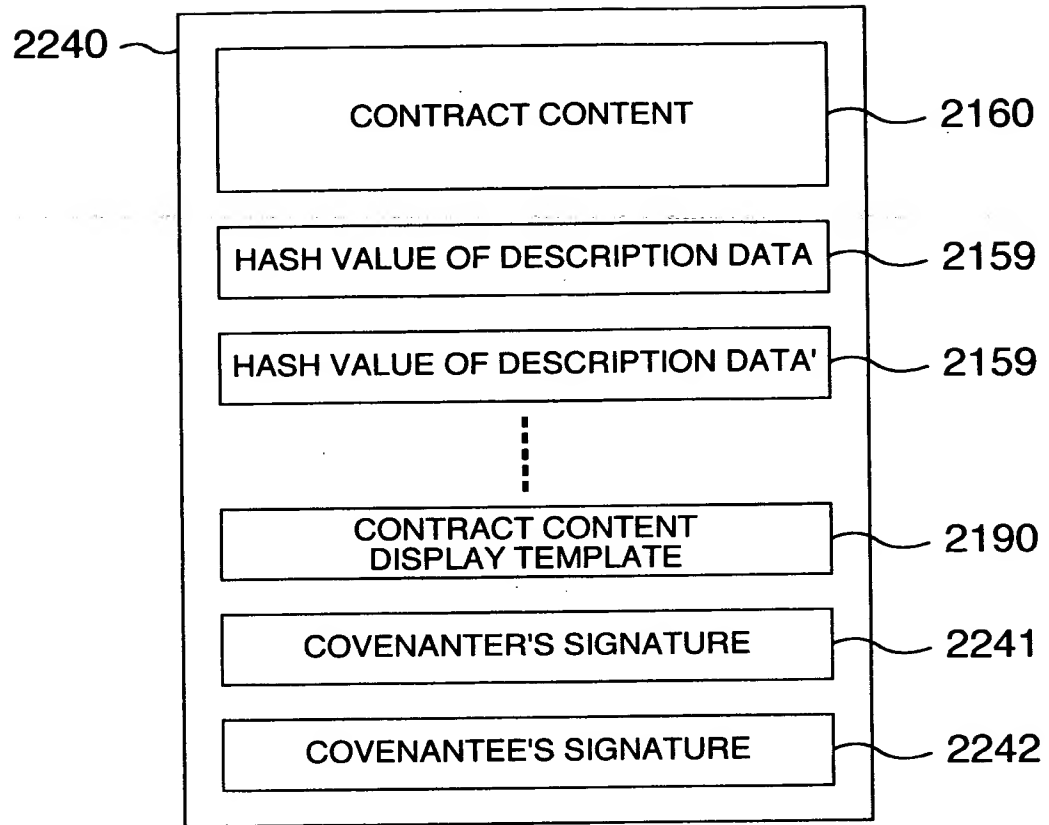 2240
CONTRACT CONTENT
2160
HASH VALUE OF DESCRIPTION DATA
2159
HASH VALUE OF DESCRIPTION DATA'
2159
CONTRACT CONTENT
DISPLAY TEMPLATE
2190
COVENANTER'S SIGNATURE
2241
COVENANTEE'S SIGNATURE
2242